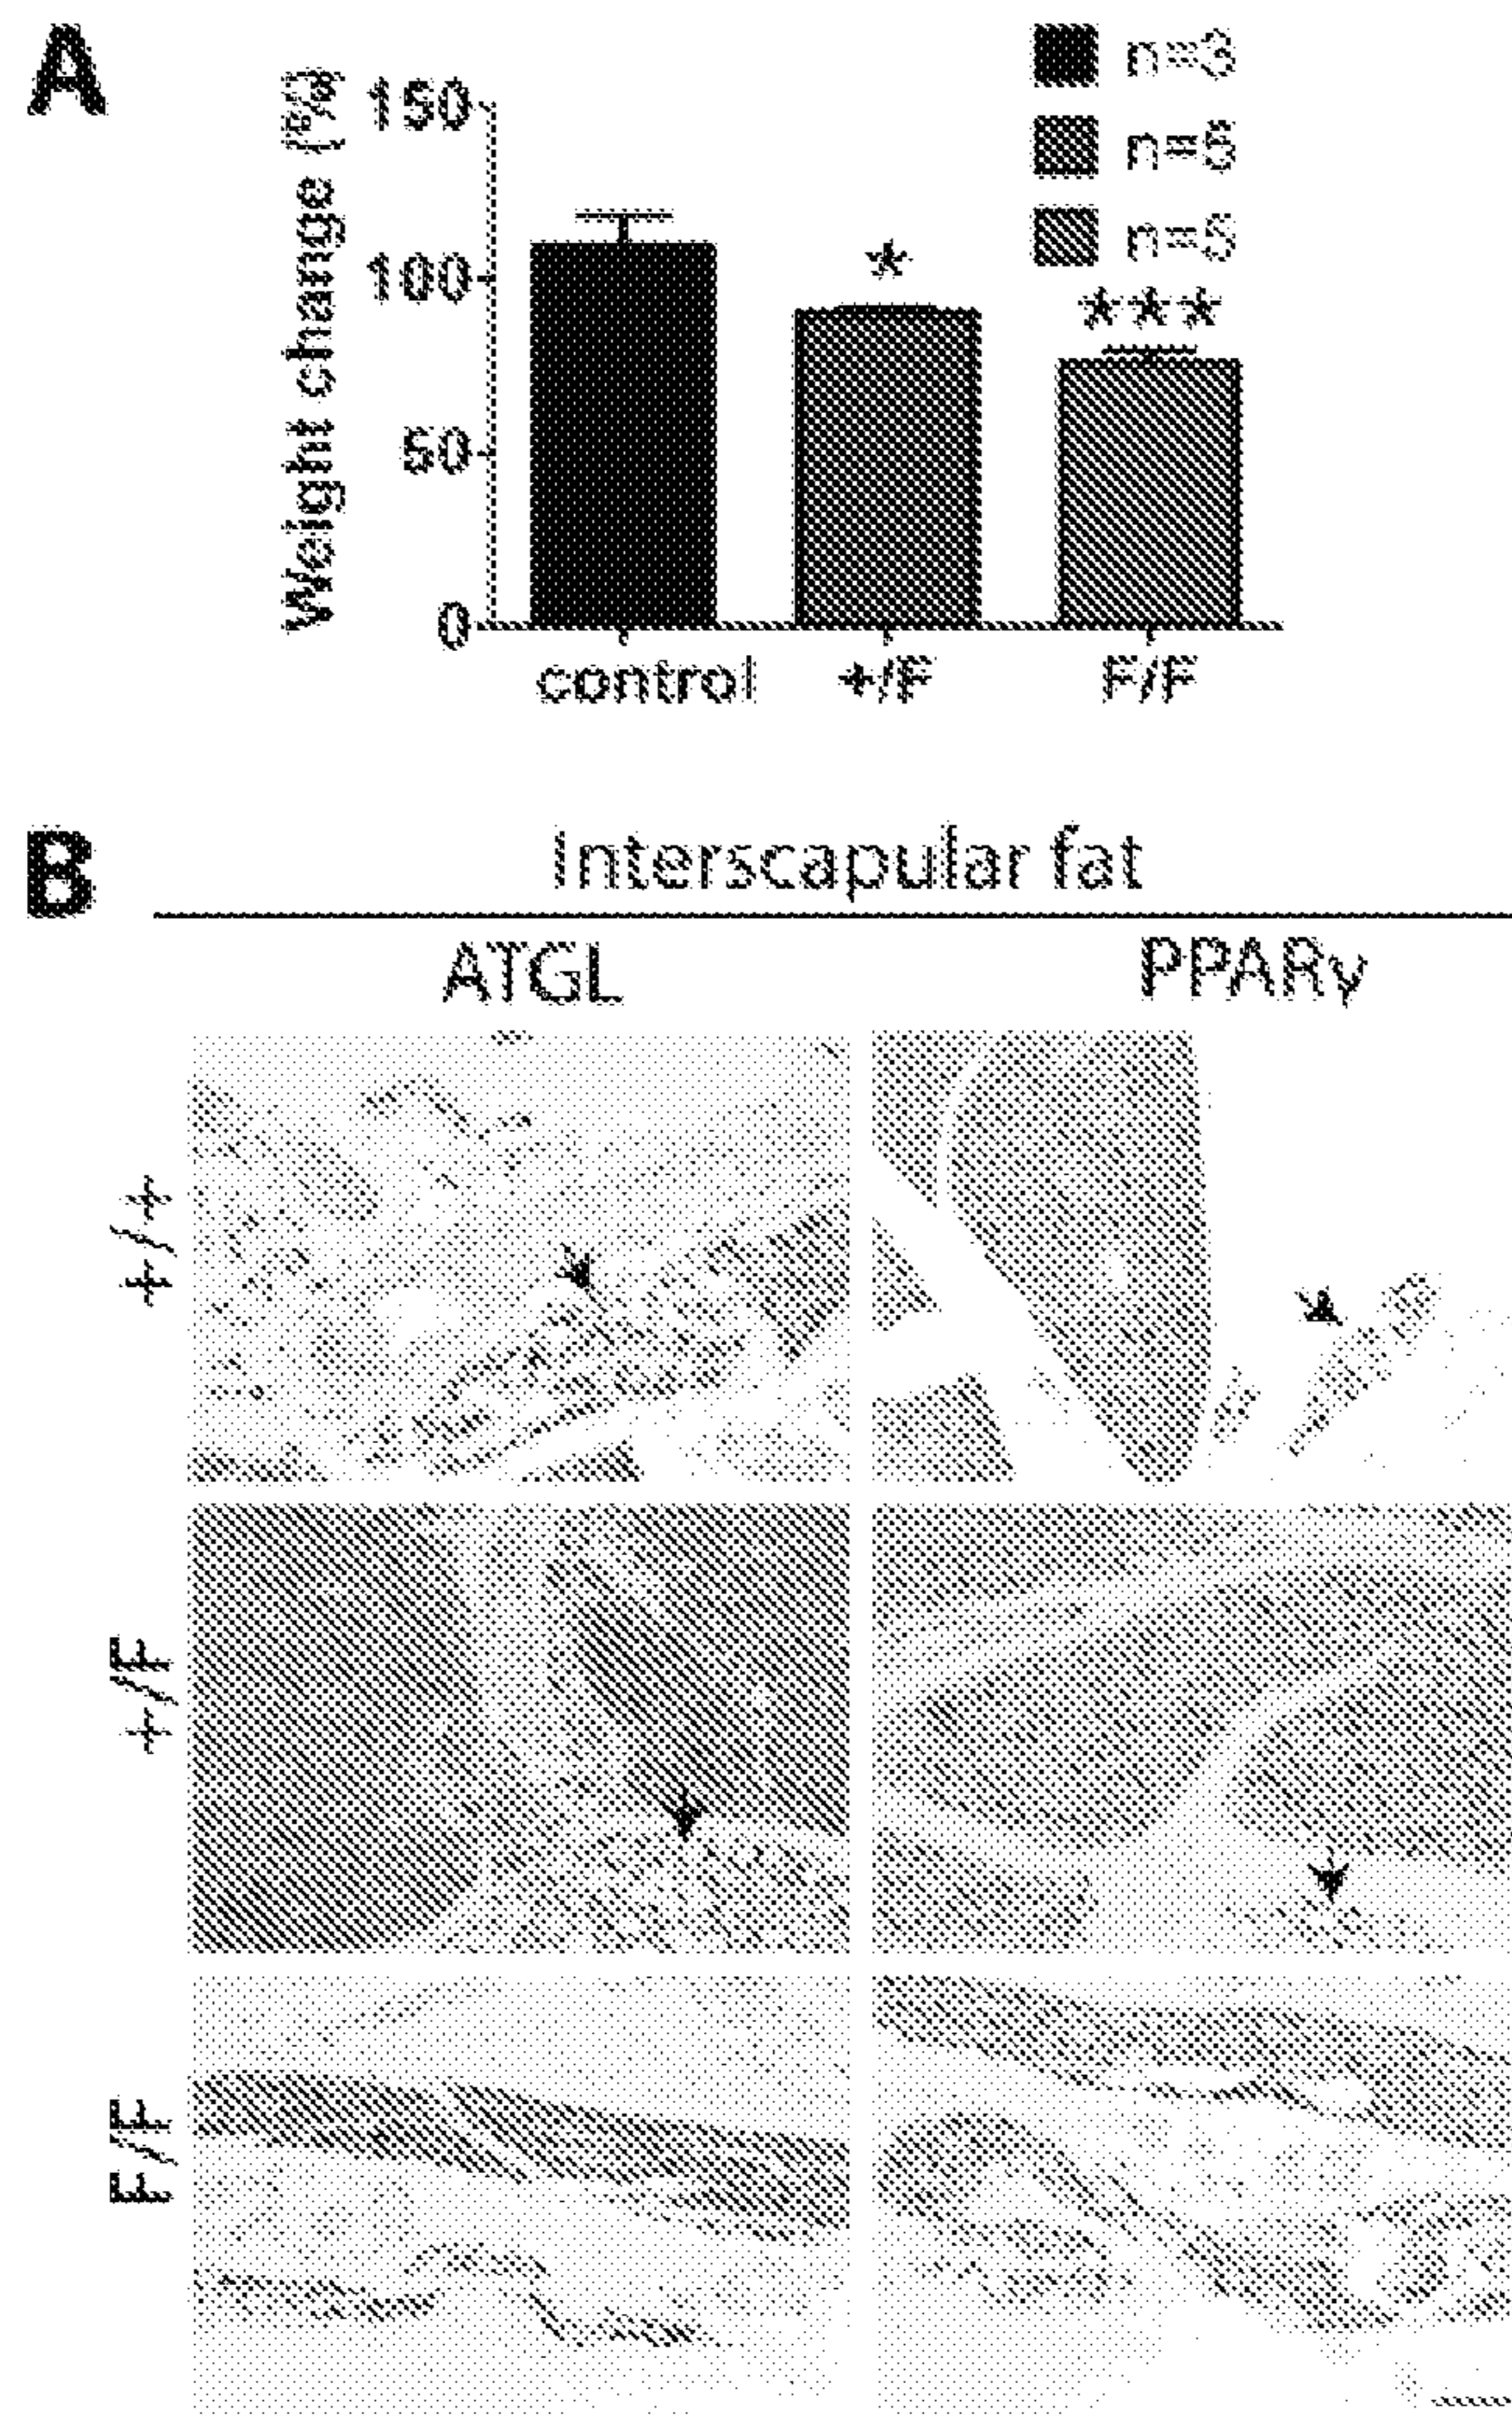 A
n=3
n=5
n=5
Weight change (%)
150
100
50
0
*
***
control +/F F/F
B
Interscapular fat
ATGL PPARγ
+/+
+/F
F/F